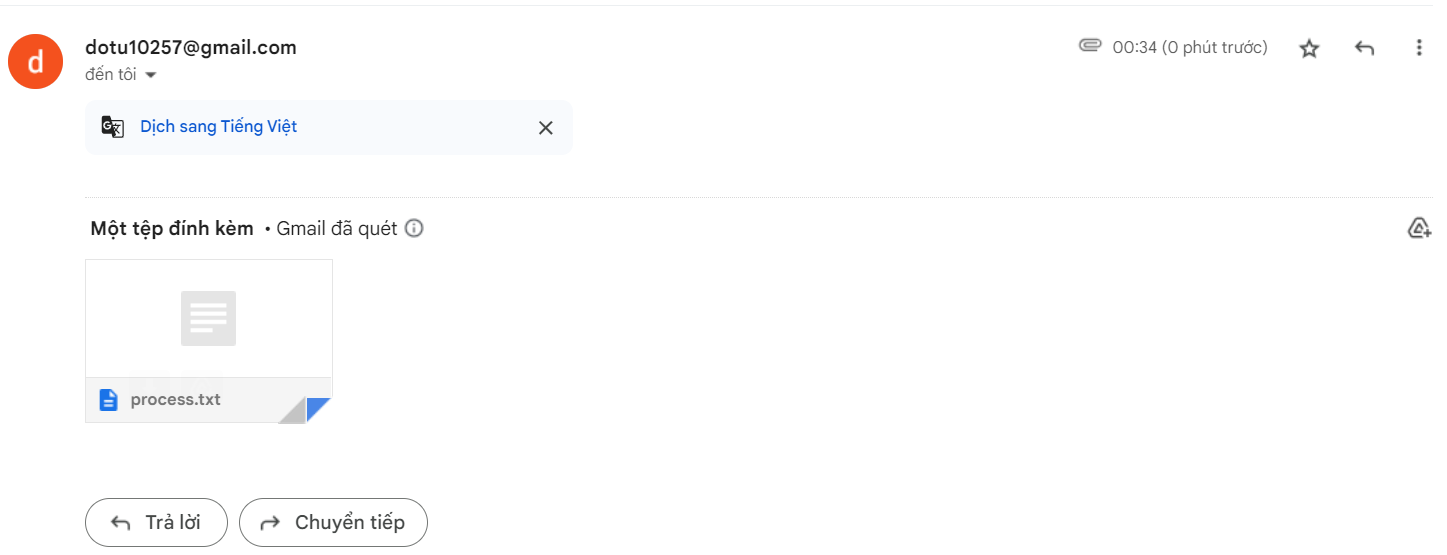 d
dotu10257@gmail.com
00:34 (0 phút trước)
đến tôi
Dịch sang Tiếng Việt
Một tệp đính kèm • Gmail đã quét
process.txt
Trả lời
Chuyển tiếp